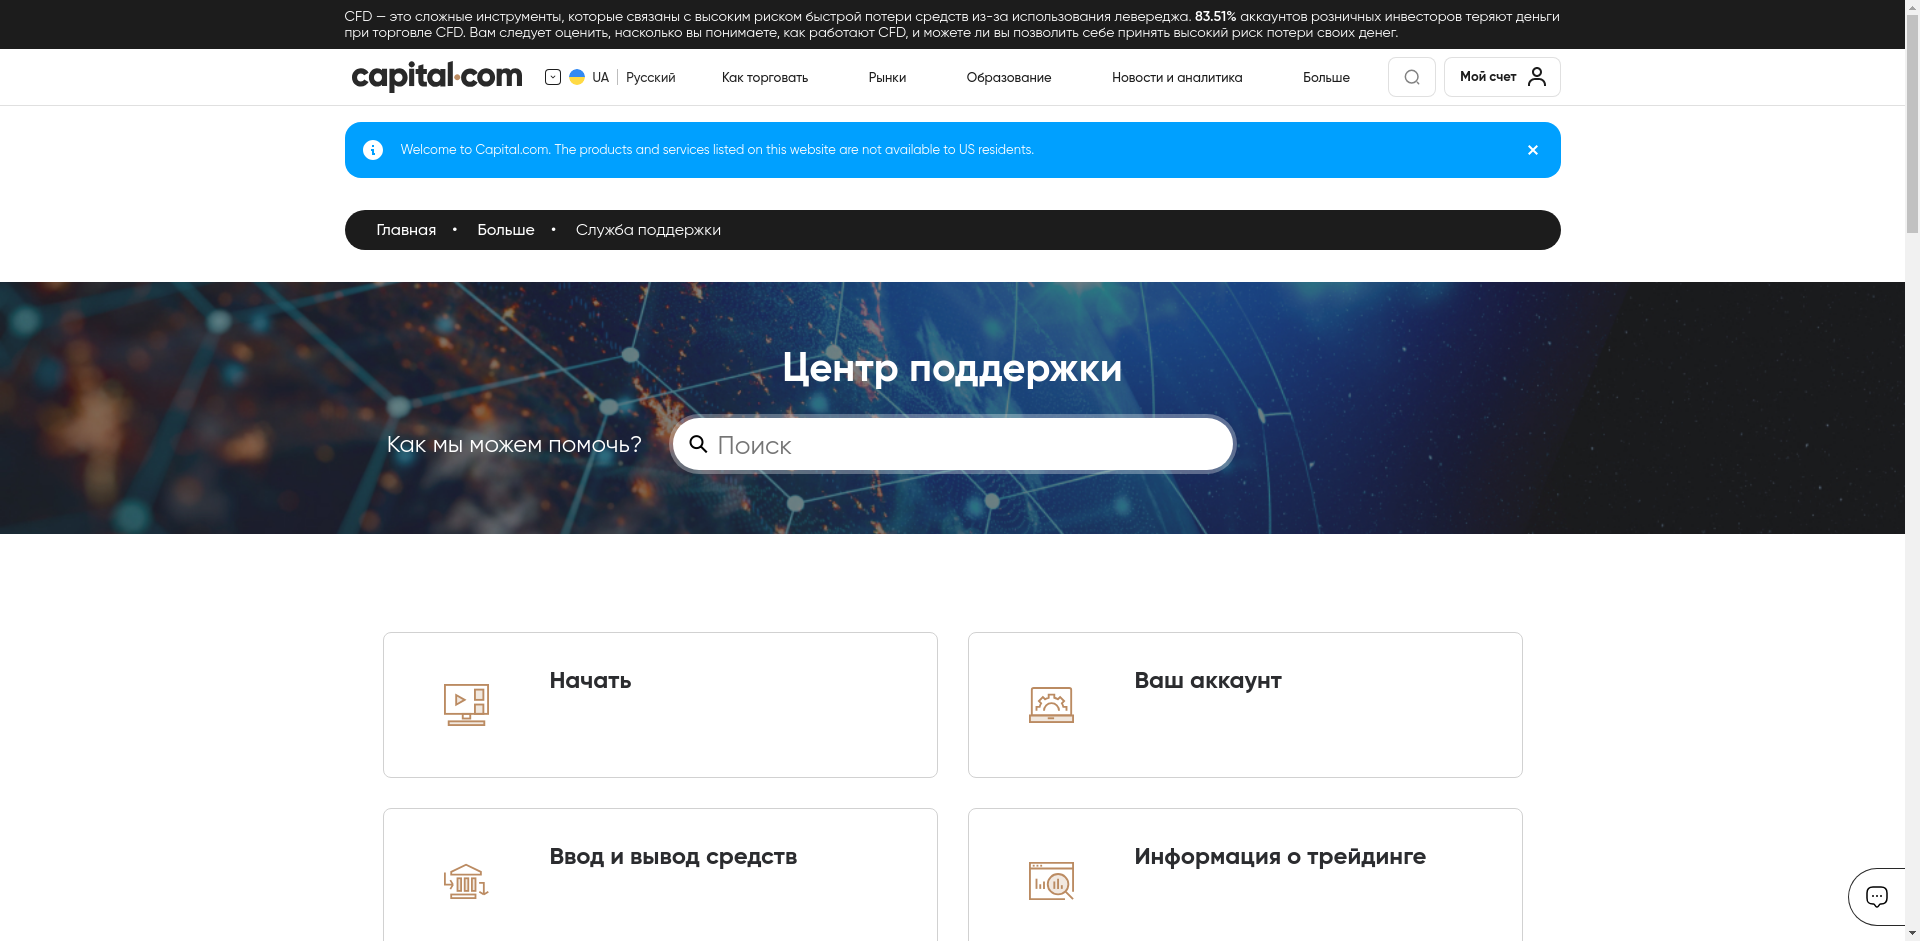 CFD — это сложные инструменты, которые связаны с высоким риском быстрой потери средств из-за использования левереджа. 83.51% аккаунтов розничных инвесторов теряют деньги
при торговле CFD. Вам следует оценить, насколько вы понимаете, как работают CFD, и можете ли вы позволить себе принять высокий риск потери своих денег.
capital.com UA Русский Как торговать Рынки Образование Новости и аналитика Больше Мой счет
Welcome to Capital.com. The products and services listed on this website are not available to US residents.
Главная • Больше • Служба поддержки
Центр поддержки
Как мы можем помочь? Поиск
Начать
Ваш аккаунт
Ввод и вывод средств
Информация о трейдинге